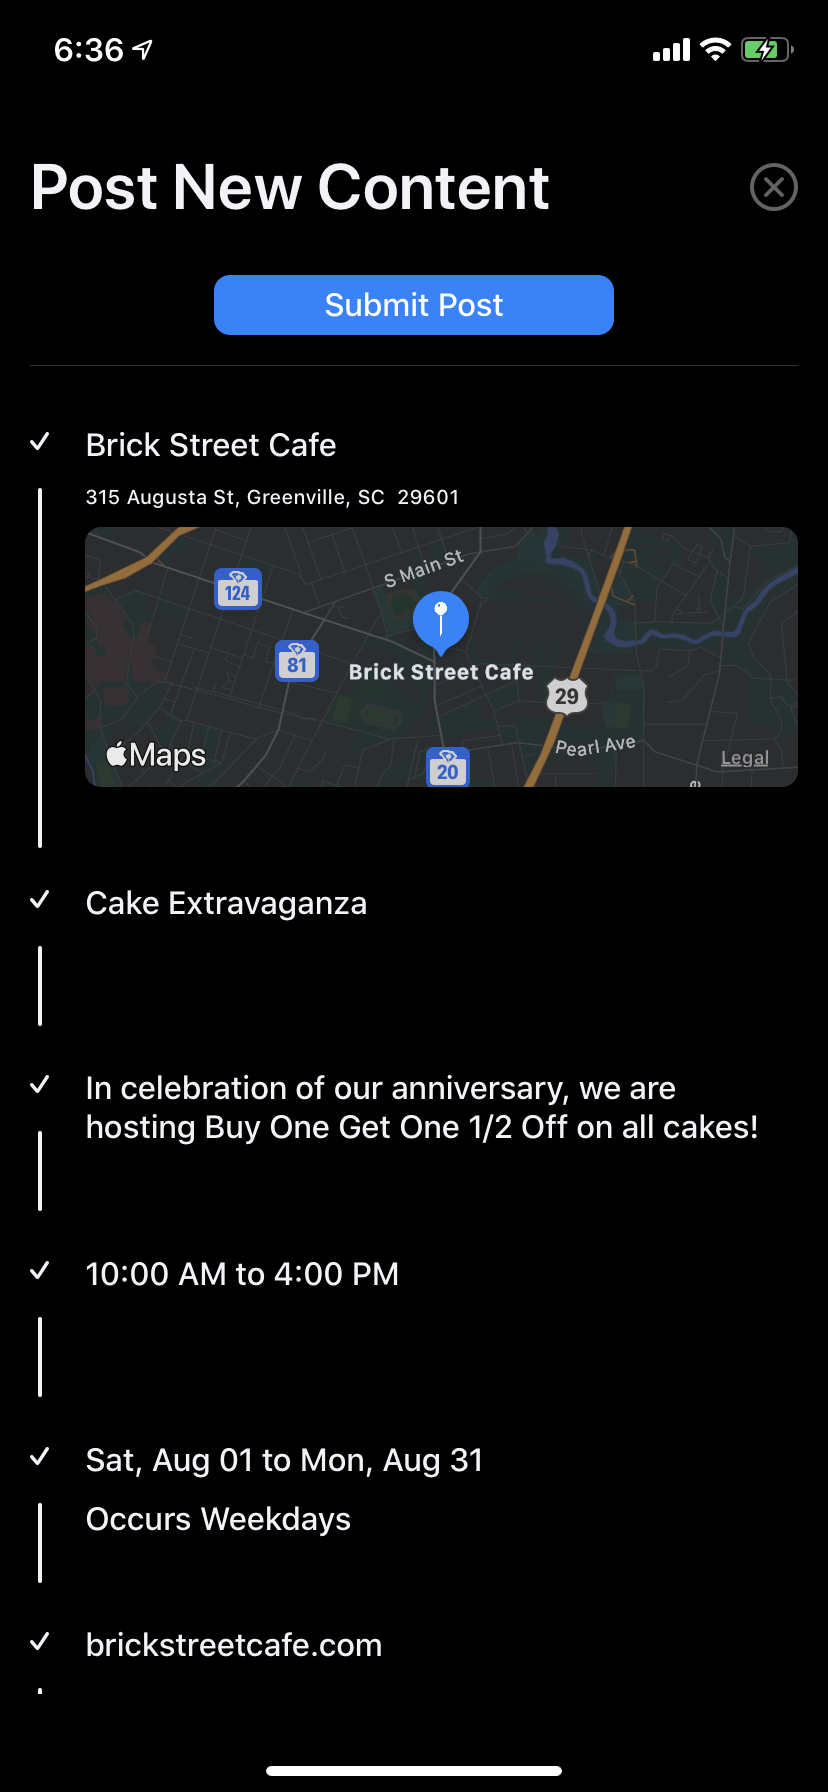 6:36
Post New Content
Submit Post
Brick Street Cafe
315 Augusta St, Greenville, SC  29601
S Main St
124
81
Brick Street Cafe
29
Pearl Ave
Maps
20
Legal
e
Cake Extravaganza
In celebration of our anniversary, we are
hosting Buy One Get One 1/2 Off on all cakes!
10:00 AM to 4:00 PM
Sat, Aug 01 to Mon, Aug 31
Occurs Weekdays
brickstreetcafe.com